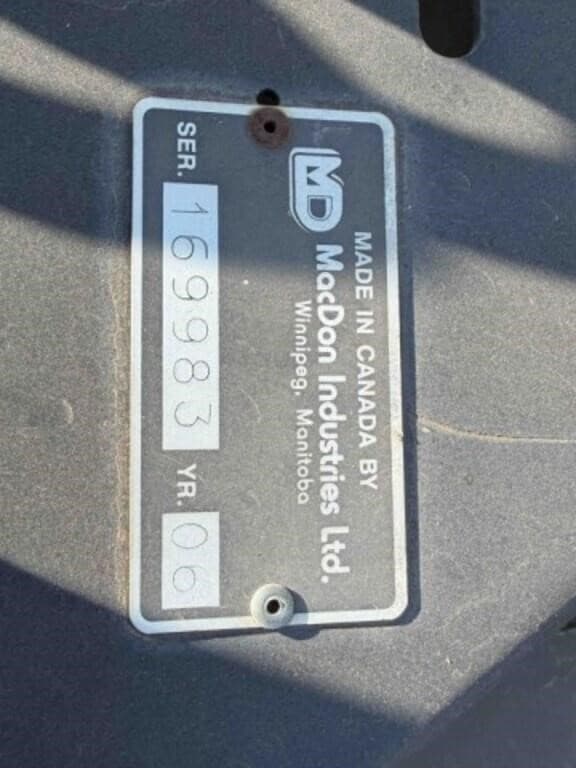 MADE IN CANADA BY
MD MacDon Industries Ltd.
Winnipeg, Manitoba
SER. 169983 YR. 06